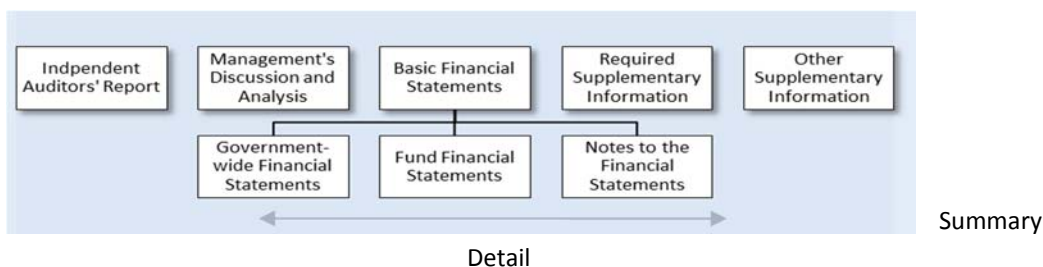 Indpendent
Auditors' Report
Management's
Discussion and
Analysis
Basic Financial
Statements
Required
Supplementary
Information
Other
Supplementary
Information
Government-
wide Financial
Statements
Fund Financial
Statements
Notes to the
Financial
Statements
Summary
Detail